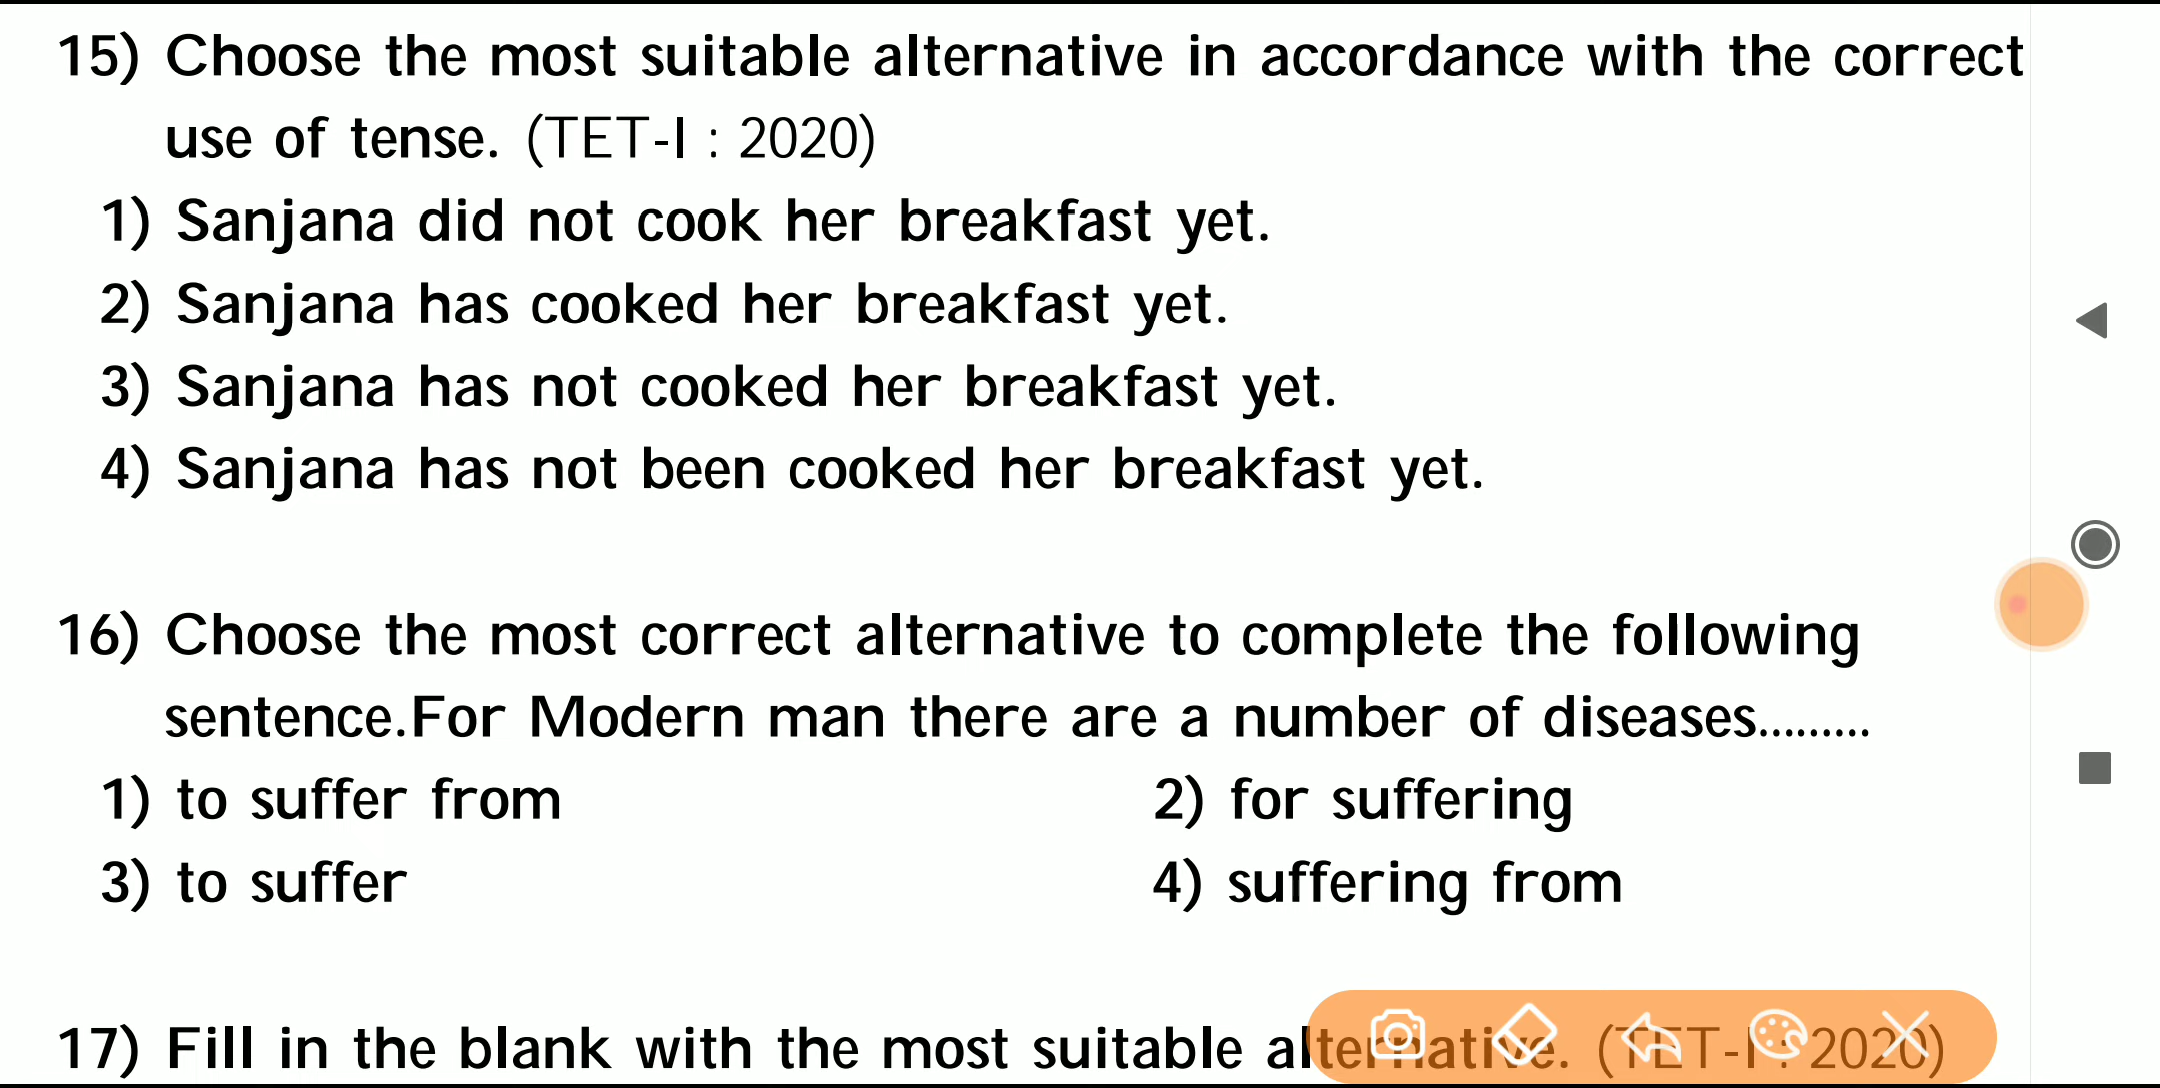 15) Choose the most suitable alternative in accordance with the correct
use of tense. (TET-I : 2020)
1) Sanjana did not cook her breakfast yet.
2) Sanjana has cooked her breakfast yet.
3) Sanjana has not cooked her breakfast yet.
4) Sanjana has not been cooked her breakfast yet.
16) Choose the most correct alternative to complete the following
sentence.For Modern man there are a number of diseases.........
1) to suffer from 2) for suffering
3) to suffer 4) suffering from
17) Fill in the blank with the most suitable alternative. (TET-I : 2020)